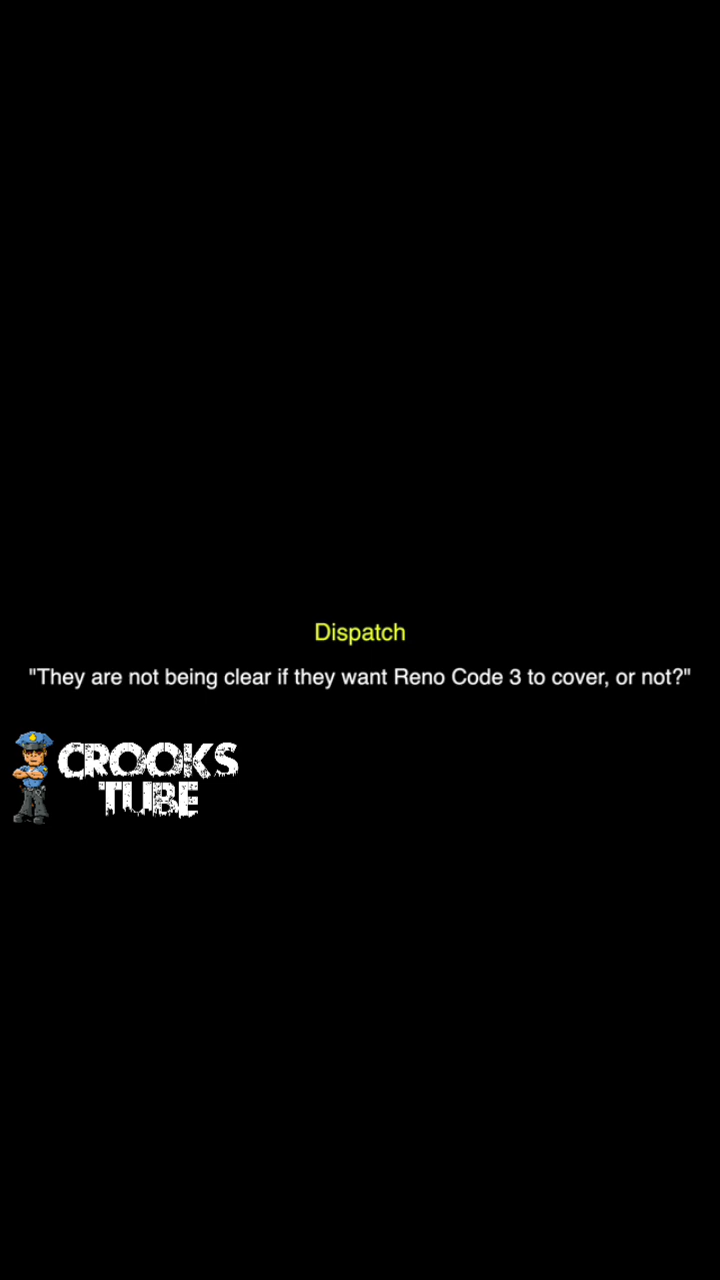 Dispatch
"They are not being clear if they want Reno Code 3 to cover, or not?"
CROOKS
TUBE